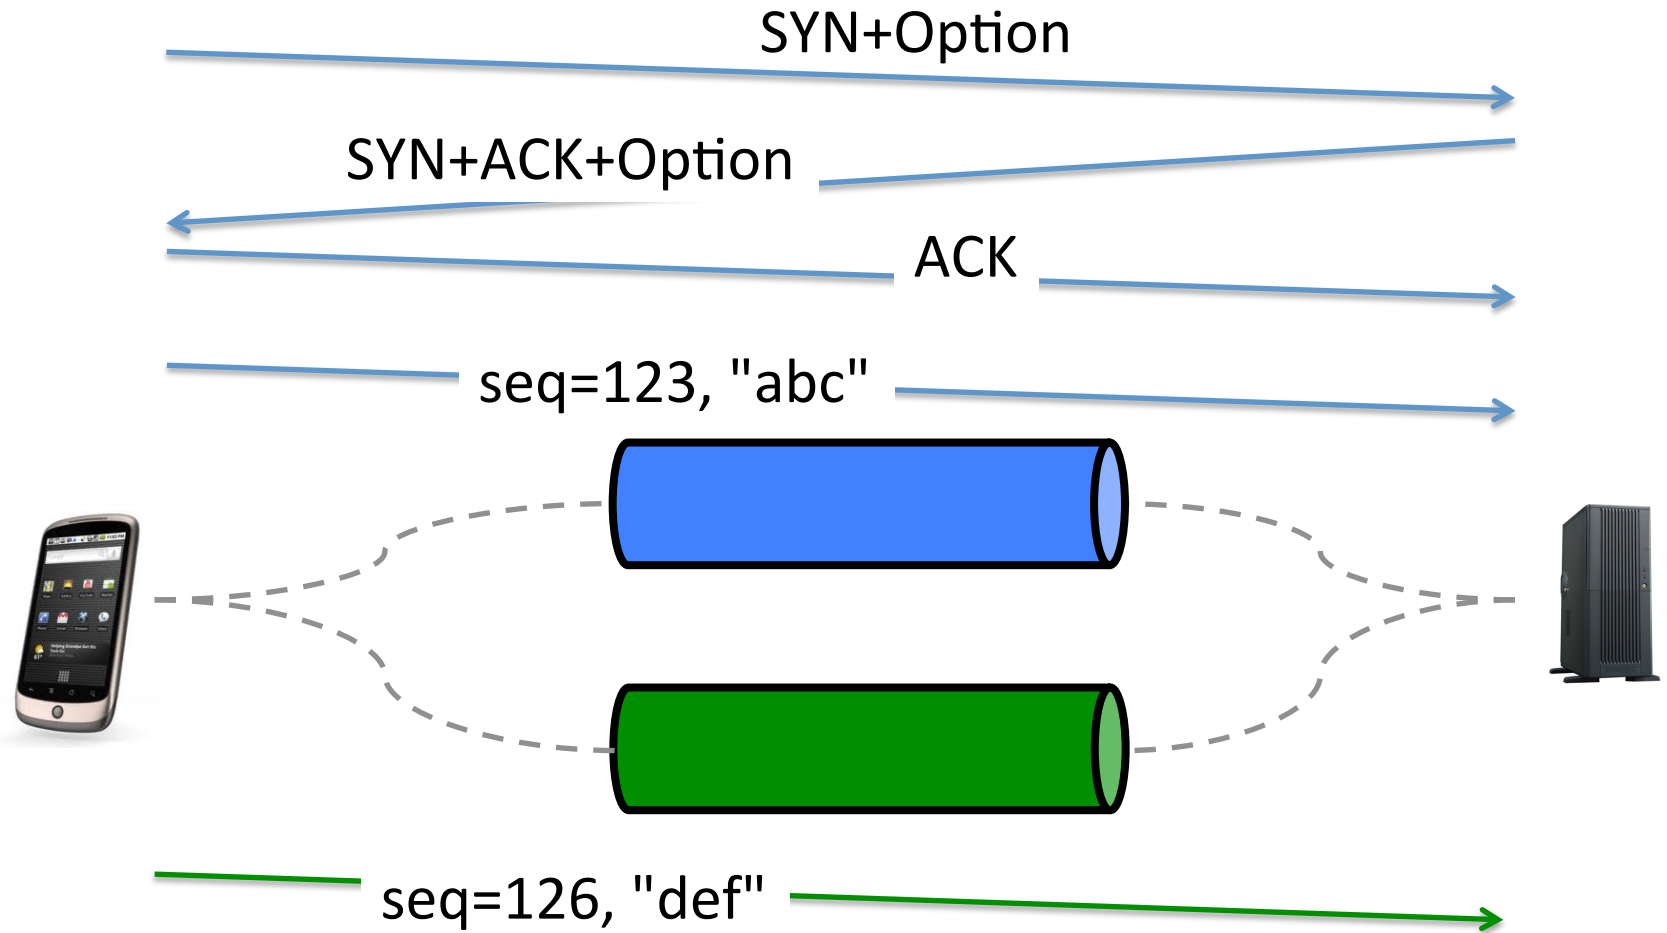 SYN+Option
SYN+ACK+Option
ACK
seq=123, "abc"
seq=126, "def"